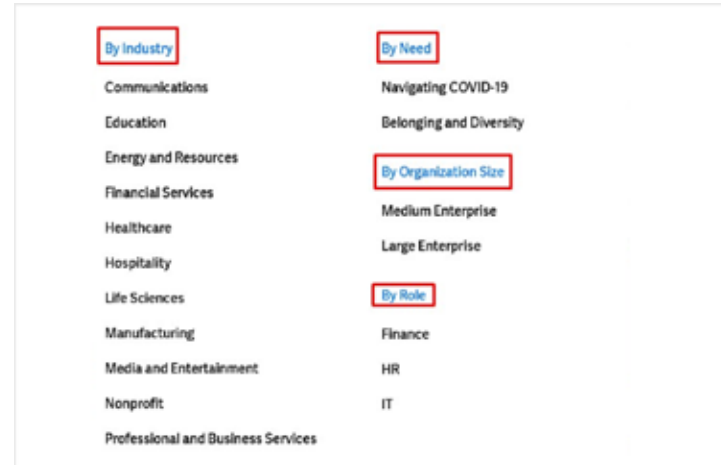 By Industry
Communications
Education
Energy and Resources
Financial Services
Healthcare
Hospitality
Life Sciences
Manufacturing
Media and Entertainment
Nonprofit
Professional and Business Services
By Need
Navigating COVID-19
Belonging and Diversity
By Organization Size
Medium Enterprise
Large Enterprise
By Role
Finance
HR
IT